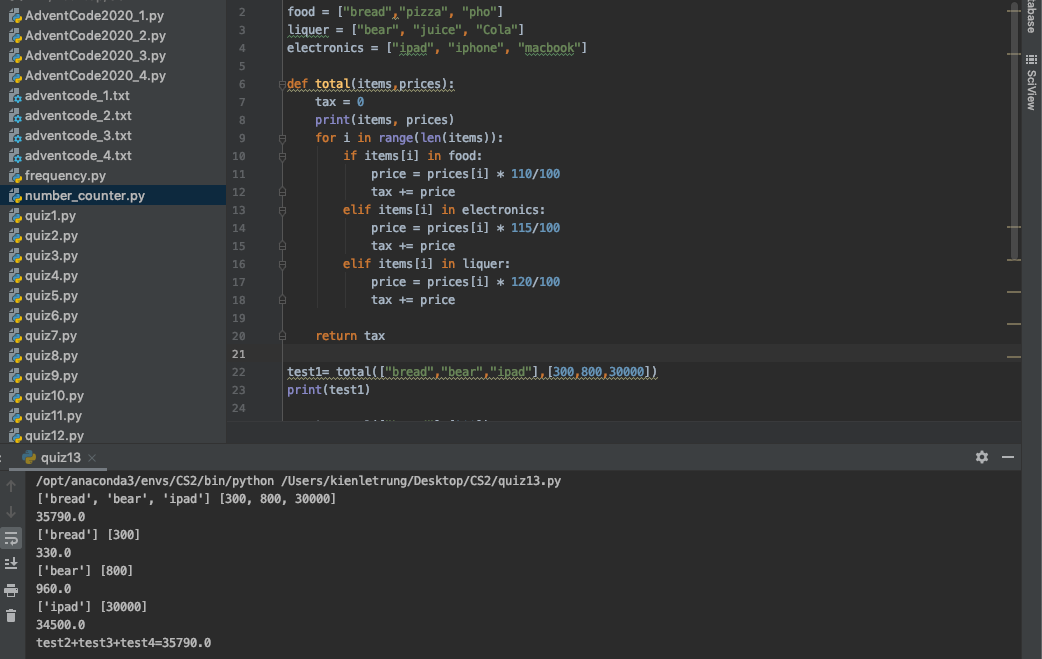 AdventCode2020_1.py
AdventCode2020_2.py
AdventCode2020_3.py
AdventCode2020_4.py
adventcode_1.txt
adventcode_2.txt
adventcode_3.txt
adventcode_4.txt
frequency.py
number_counter.py
quiz1.py
quiz2.py
quiz3.py
quiz4.py
quiz5.py
quiz6.py
quiz7.py
quiz8.py
quiz9.py
quiz10.py
quiz11.py
quiz12.py
2 food = ["bread","pizza", "pho"]
3 liquer = ["bear", "juice", "Cola"]
4 electronics = ["ipad", "iphone", "macbook"]
5
6 def total(items,prices):
7 tax = 0
8 print(items, prices)
9 for i in range(len(items)):
10 if items[i] in food:
11 price = prices[i] * 110/100
12 tax += price
13 elif items[i] in electronics:
14 price = prices[i] * 115/100
15 tax += price
16 elif items[i] in liquer:
17 price = prices[i] * 120/100
18 tax += price
19
20 return tax
21
22 test1= total(["bread","bear","ipad"],[300,800,30000])
23 print(test1)
24
SciView
: quiz13 ×
/opt/anaconda3/envs/CS2/bin/python /Users/kienletrung/Desktop/CS2/quiz13.py
['bread', 'bear', 'ipad'] [300, 800, 30000]
35790.0
['bread'] [300]
330.0
['bear'] [800]
960.0
['ipad'] [30000]
34500.0
test2+test3+test4=35790.0